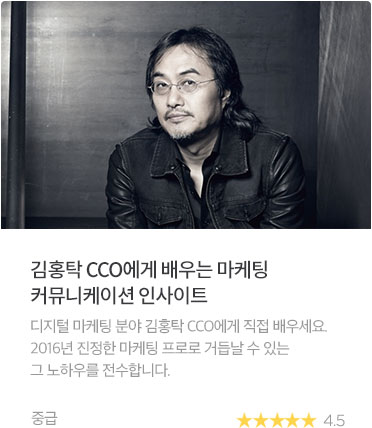 김홍탁 CCO에게 배우는 마케팅
커뮤니케이션 인사이트
디지털 마케팅 분야 김홍탁 CCO에게 직접 배우세요.
2016년 진정한 마케팅 프로로 거듭날 수 있는
그 노하우를 전수합니다.
중급 4.5